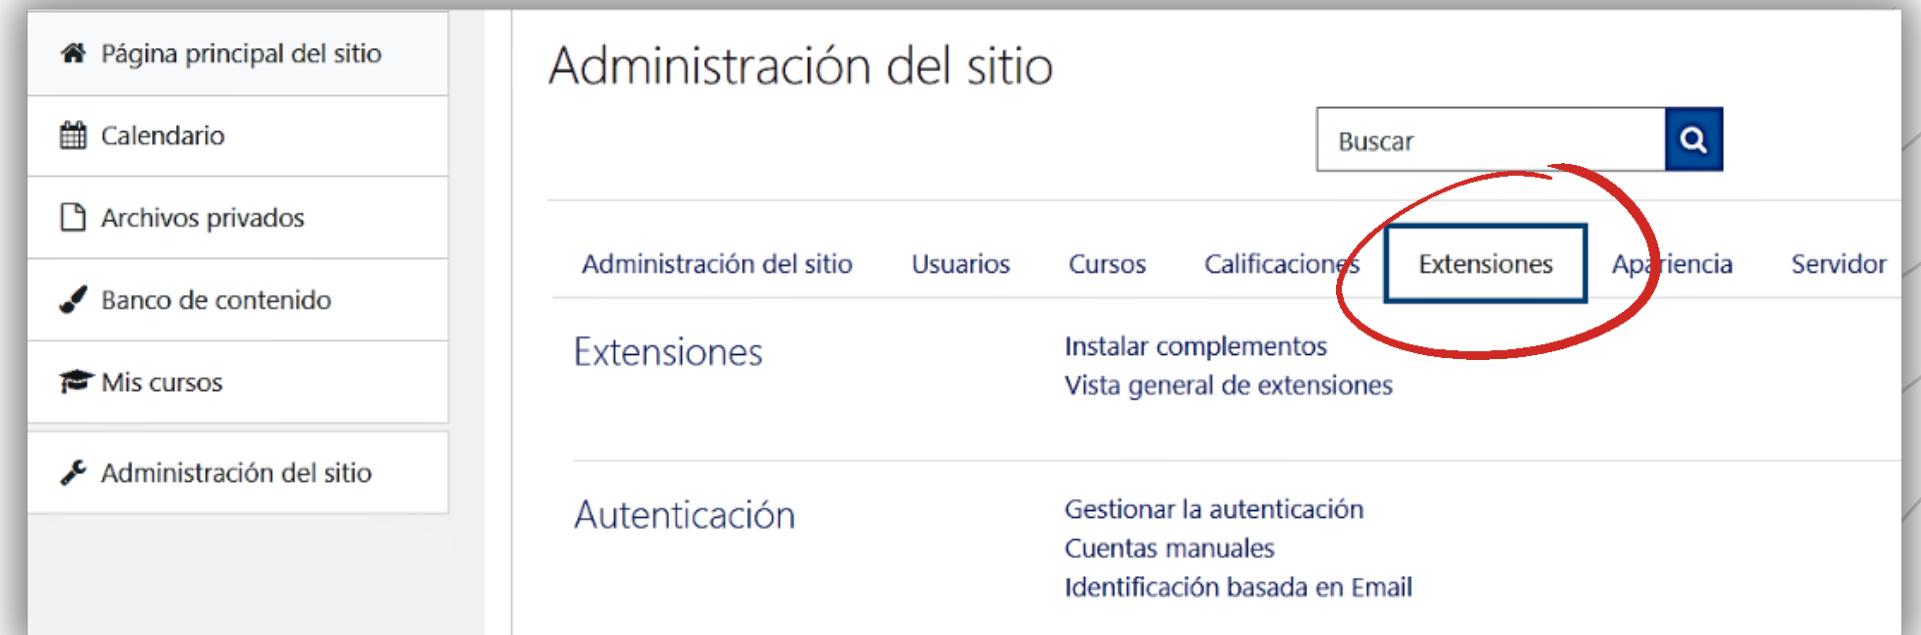 Página principal del sitio
Calendario
Archivos privados
Banco de contenido
Mis cursos
Administración del sitio
Administración del sitio
Buscar
Administración del sitio Usuarios Cursos Calificaciones Extensiones Apariencia Servidor
Extensiones
Instalar complementos
Vista general de extensiones
Autenticación
Gestionar la autenticación
Cuentas manuales
Identificación basada en Email